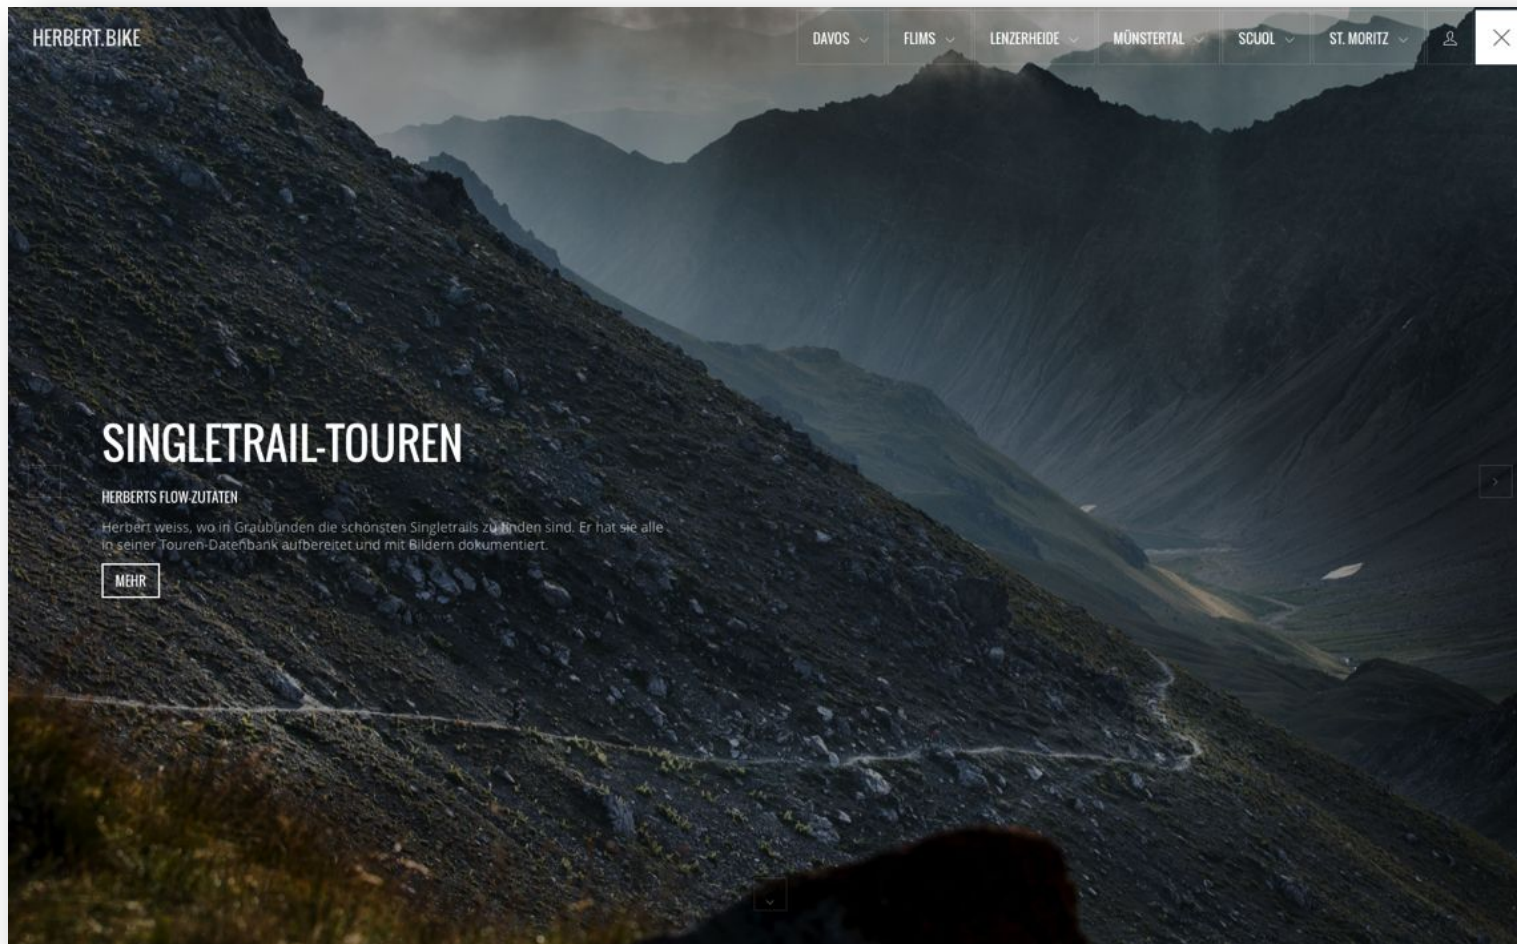 HERBERT.BIKE
DAVOS FLIMS LENZERHEIDE MÜNSTERTAL SCUOL ST. MORITZ
SINGLETRAIL-TOUREN
HERBERTS FLOW-ZUTATEN
Herbert weiss, wo in Graubünden die schönsten Singletrails zu finden sind. Er hat sie alle
in seiner Touren-Datenbank aufbereitet und mit Bildern dokumentiert.
MEHR